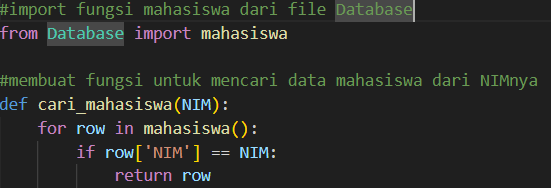 #import fungsi mahasiswa dari file Database
from Database import mahasiswa
#membuat fungsi untuk mencari data mahasiswa dari NIMnya
def cari_mahasiswa(NIM):
    for row in mahasiswa():
        if row['NIM'] == NIM:
            return row